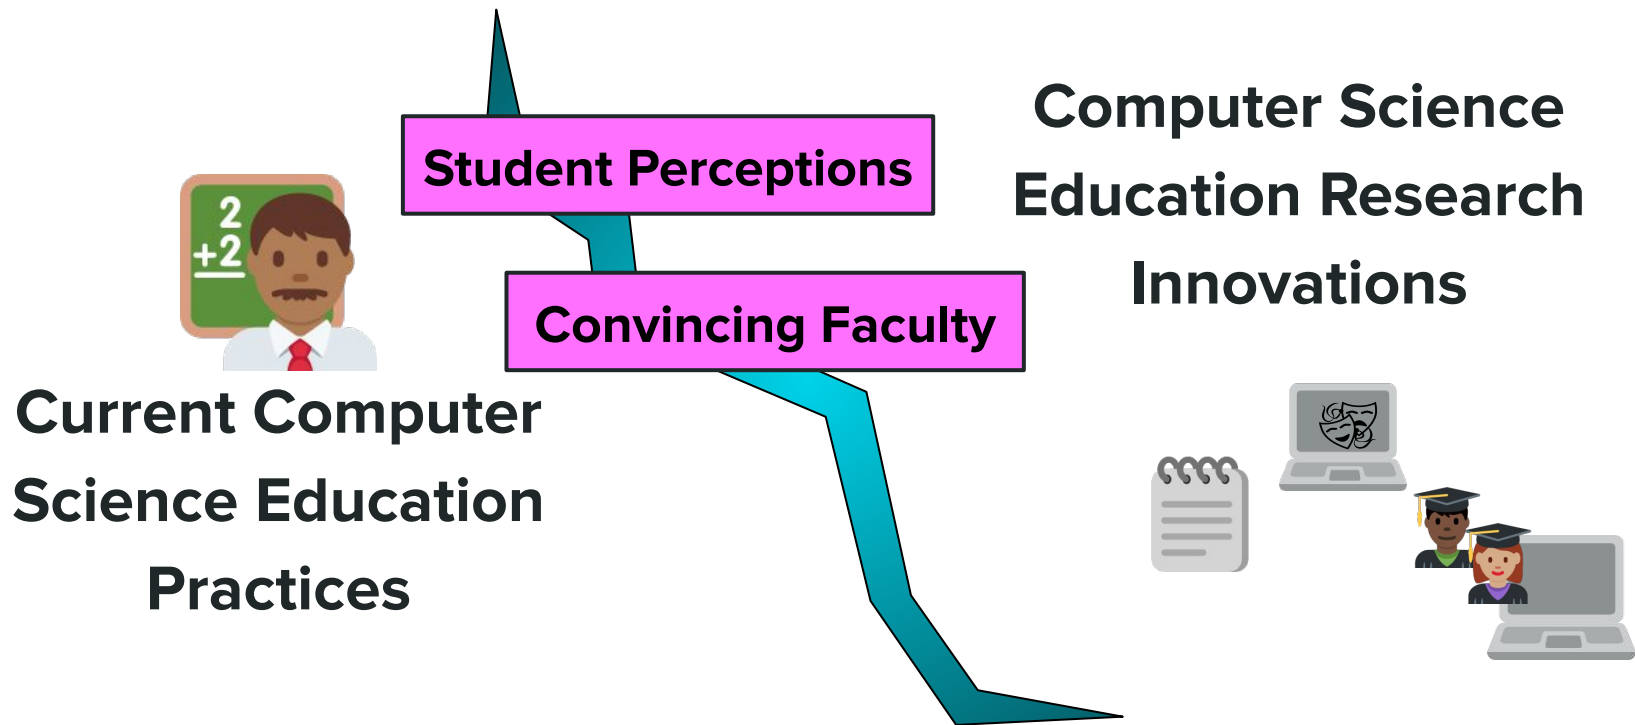 Student Perceptions
Convincing Faculty
Computer Science
Education Research
Innovations
2
+2
Current Computer
Science Education
Practices